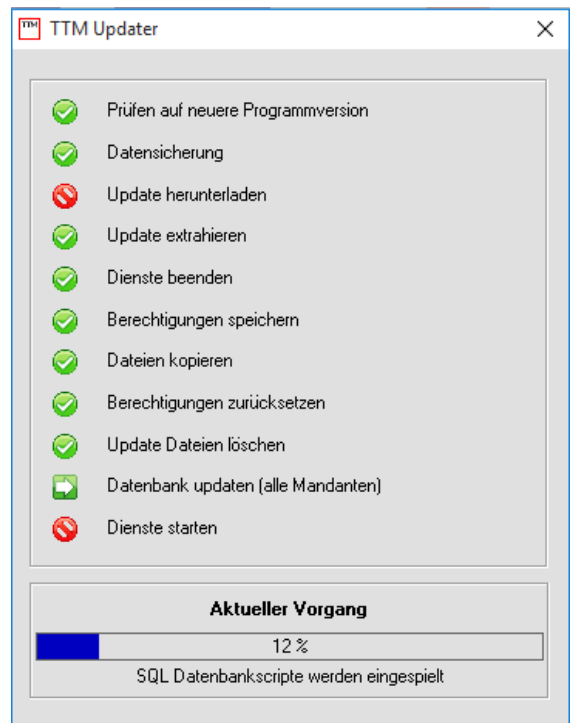 TTM TTM Updater
Prüfen auf neuere Programmversion
Datensicherung
Update herunterladen
Update extrahieren
Dienste beenden
Berechtigungen speichern
Dateien kopieren
Berechtigungen zurücksetzen
Update Dateien löschen
Datenbank updaten (alle Mandanten)
Dienste starten
Aktueller Vorgang
12 %
SQL Datenbankscripte werden eingespielt